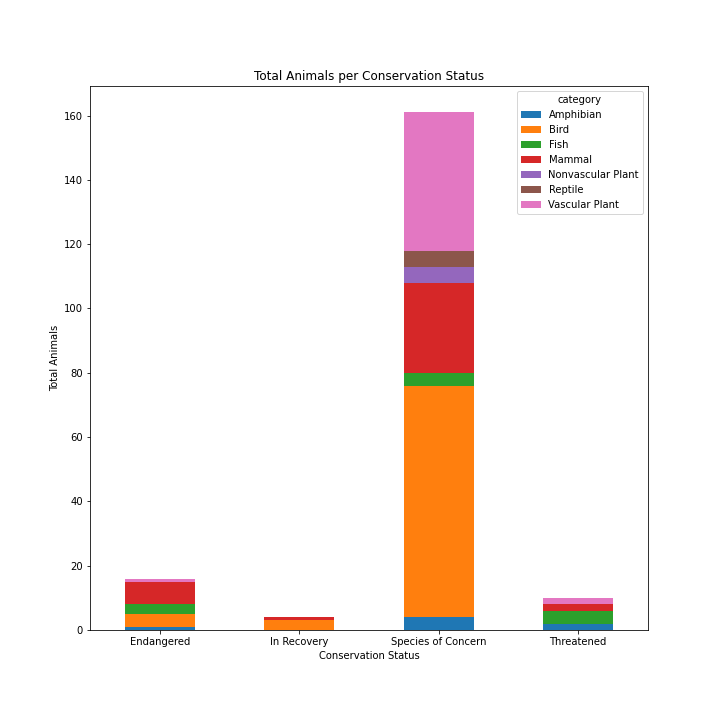 Total Animals per Conservation Status
category
Amphibian
Bird
Fish
Mammal
Nonvascular Plant
Reptile
Vascular Plant
160
140
120
100
80
60
40
20
0
Total Animals
Endangered In Recovery Species of Concern Threatened
Conservation Status